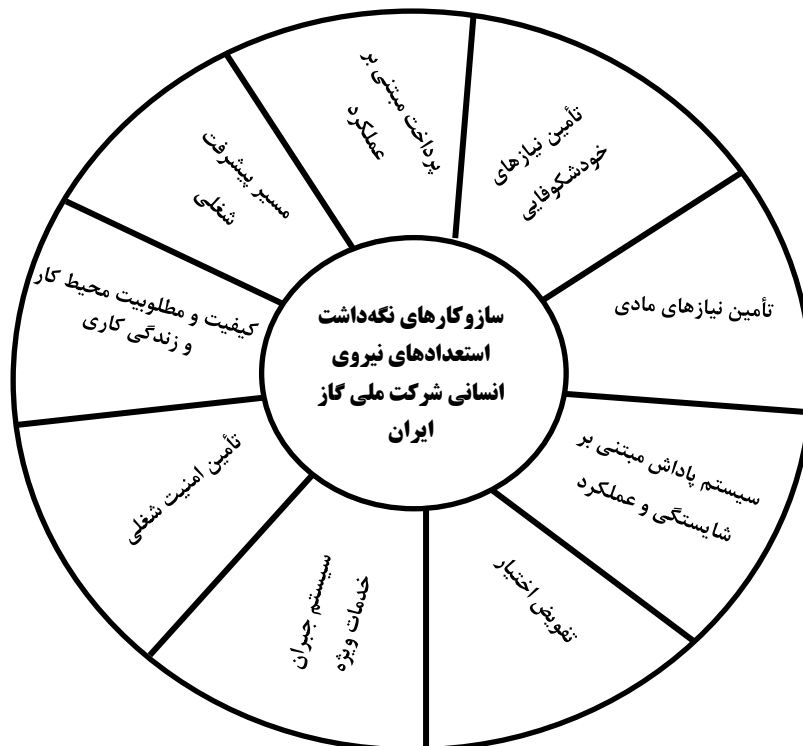 سازوکارهای نگه‌داشت
استعدادهای نیروی
انسانی شرکت ملی گاز
ایران
تأمین نیازهای
خودشکوفایی
تأمین نیازهای مادی
سیستم پاداش مبتنی بر
شایستگی و عملکرد
تفویض اختیار
سیستم جبران
خدمات ویژه
تأمین امنیت شغلی
کیفیت و مطلوبیت محیط کار
و زندگی کاری
مسیر پیشرفت
شغلی
پرداخت مبتنی بر
عملکرد